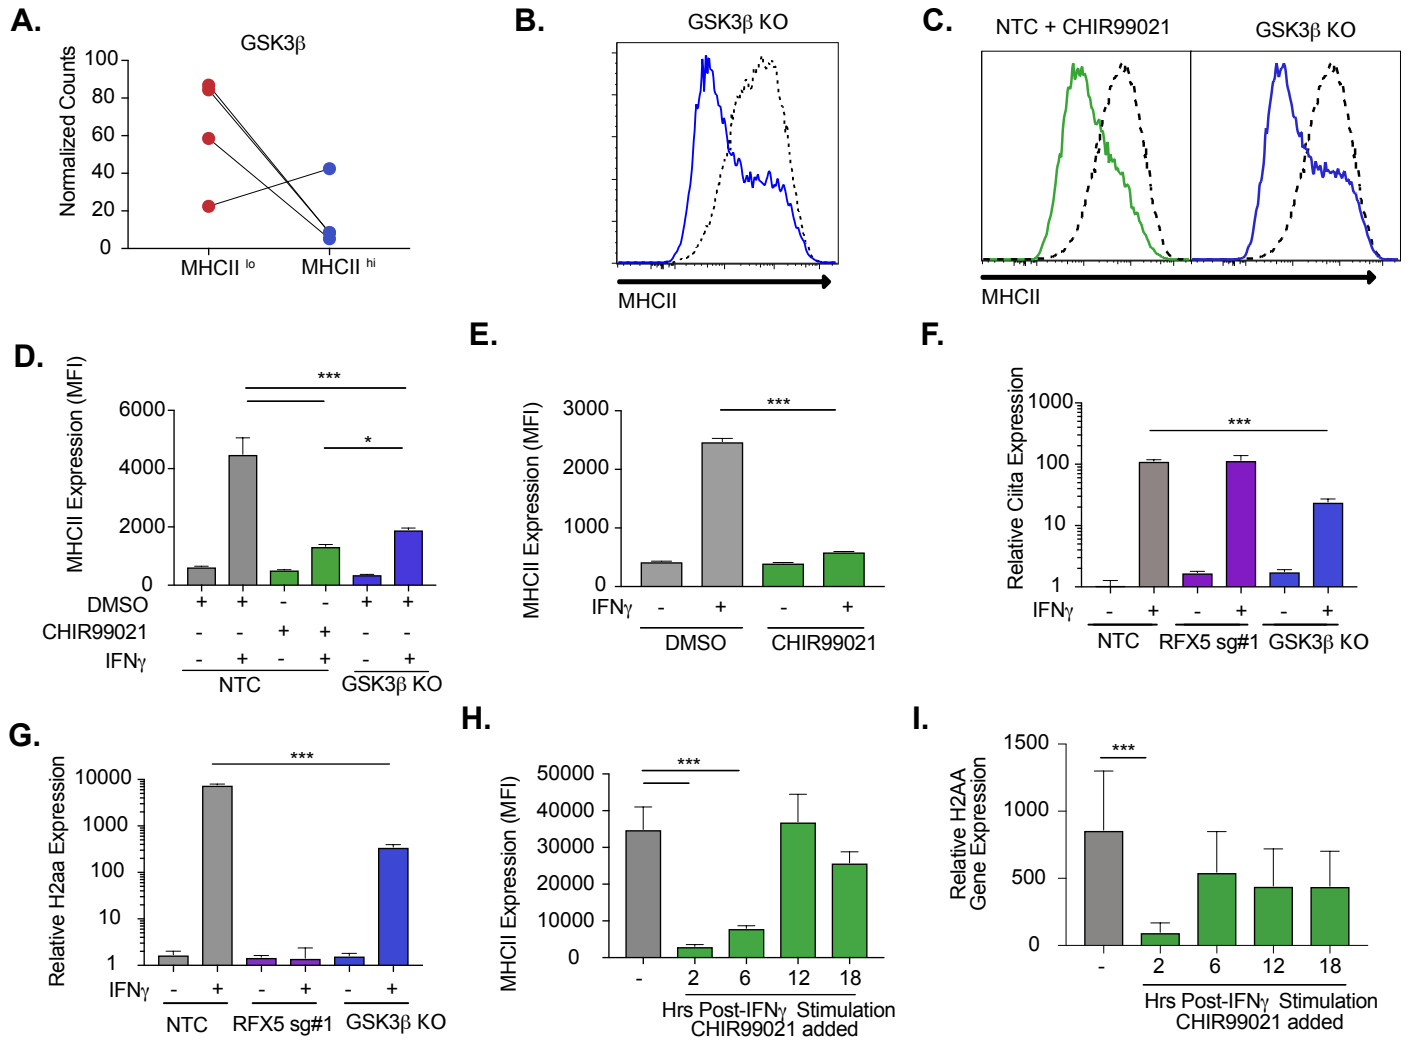 A.
GSK3β
Normalized Counts
100
80
60
40
20
0
MHCII lo
MHCII hi
B.
GSK3β KO
MHCII
C.
NTC + CHIR99021
GSK3β KO
MHCII
D.
MHCII Expression (MFI)
6000
4000
2000
0
***
*
DMSO + + - - + +
CHIR99021 - - + + - -
IFNγ - + - + - +
NTC
GSK3β KO
E.
MHCII Expression (MFI)
3000
2000
1000
0
***
IFNγ - + - +
DMSO
CHIR99021
F.
Relative Ciita Expression
1000
100
10
1
***
IFNγ - + - + - +
NTC
RFX5 sg#1
GSK3β KO
G.
Relative H2aa Expression
10000
1000
100
10
1
***
IFNγ - + - + - +
NTC
RFX5 sg#1
GSK3β KO
H.
MHCII Expression (MFI)
50000
40000
30000
20000
10000
0
***
- 2 6 12 18
Hrs Post-IFNγ Stimulation
CHIR99021 added
I.
Relative H2AA
Gene Expression
1500
1000
500
0
***
- 2 6 12 18
Hrs Post-IFNγ Stimulation
CHIR99021 added